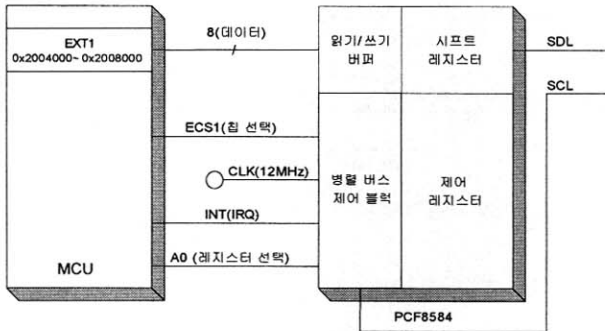 EXT1
0x2004000~ 0x2008000
MCU
8(데이터)
ECS1(칩 선택)
CLK(12MHz)
INT(IRQ)
A0 (레지스터 선택)
읽기/쓰기
버퍼
시프트
레지스터
병렬 버스
제어 블럭
제어
레지스터
SDL
SCL
PCF8584